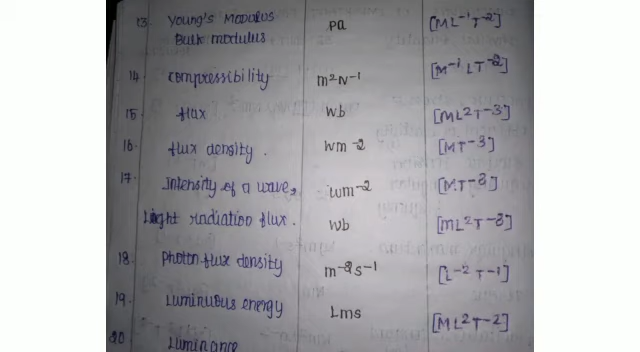 13. Young's Modulus Pa [ML⁻¹T⁻²]
Bulk modulus
14. compressibility m²N⁻¹ [M⁻¹LT⁻²]
15 flux Wb [ML²T⁻³]
16. flux density. Wm⁻² [MT⁻³]
17. Intensity of a wave, wm⁻² [MT⁻³]
Light radiation flux. Wb [ML²T⁻³]
18. Photon flux density m⁻²s⁻¹ [L⁻²T⁻¹]
19. Luminous energy Lms [ML²T⁻²]
20 Luminance